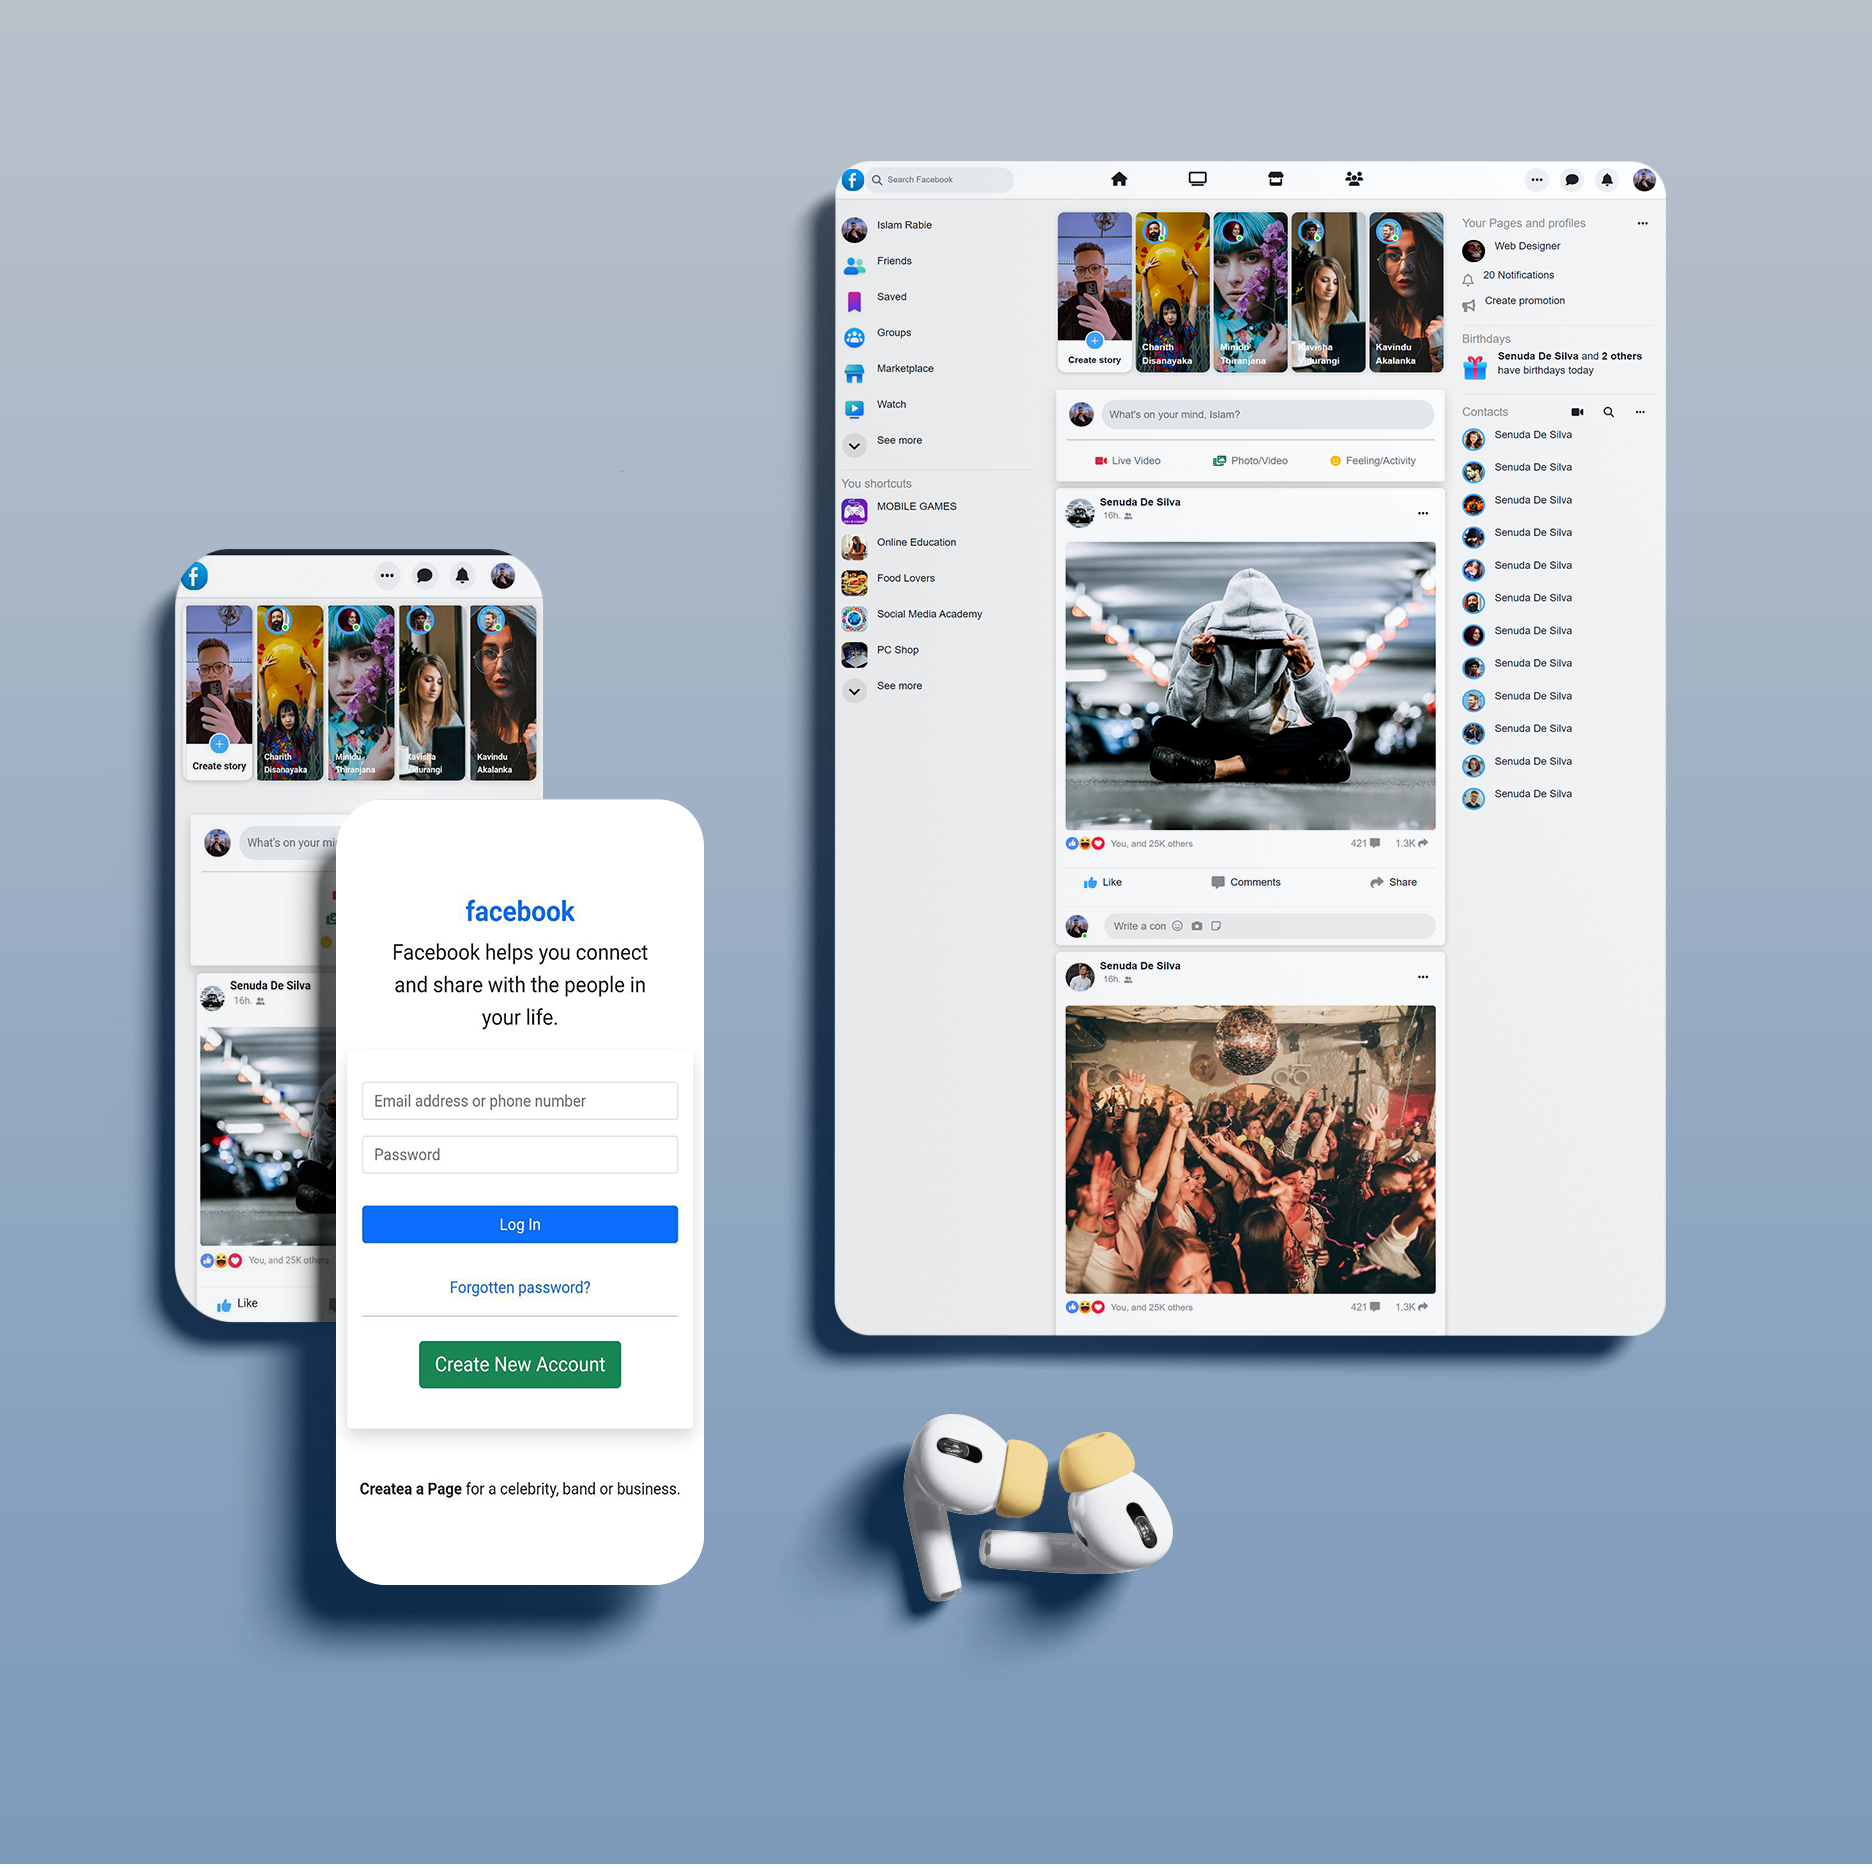 Create story
Charith
Disanayaka
Minidu
Thiranjana
Kavisha
Vidurangi
Kavindu
Akalanka
What's on your
Senuda De Silva
16h.
You, and 25K others
Like
facebook
Facebook helps you connect
and share with the people in
your life.
Email address or phone number
Password
Log In
Forgotten password?
Create New Account
Createa a Page for a celebrity, band or business.
Search Facebook
Islam Rabie
Friends
Saved
Groups
Marketplace
Watch
See more
You shortcuts
MOBILE GAMES
Online Education
Food Lovers
Social Media Academy
PC Shop
See more
Create story
Charith
Disanayaka
Minidu
Thiranjana
Kavisha
Vidurangi
Kavindu
Akalanka
What's on your mind, Islam?
Live Video Photo/Video Feeling/Activity
Senuda De Silva
16h.
You, and 25K others 421 1.3K
Like Comments Share
Write a con
Senuda De Silva
16h.
You, and 25K others 421 1.3K
Your Pages and profiles
Web Designer
20 Notifications
Create promotion
Birthdays
Senuda De Silva and 2 others
have birthdays today
Contacts
Senuda De Silva
Senuda De Silva
Senuda De Silva
Senuda De Silva
Senuda De Silva
Senuda De Silva
Senuda De Silva
Senuda De Silva
Senuda De Silva
Senuda De Silva
Senuda De Silva
Senuda De Silva